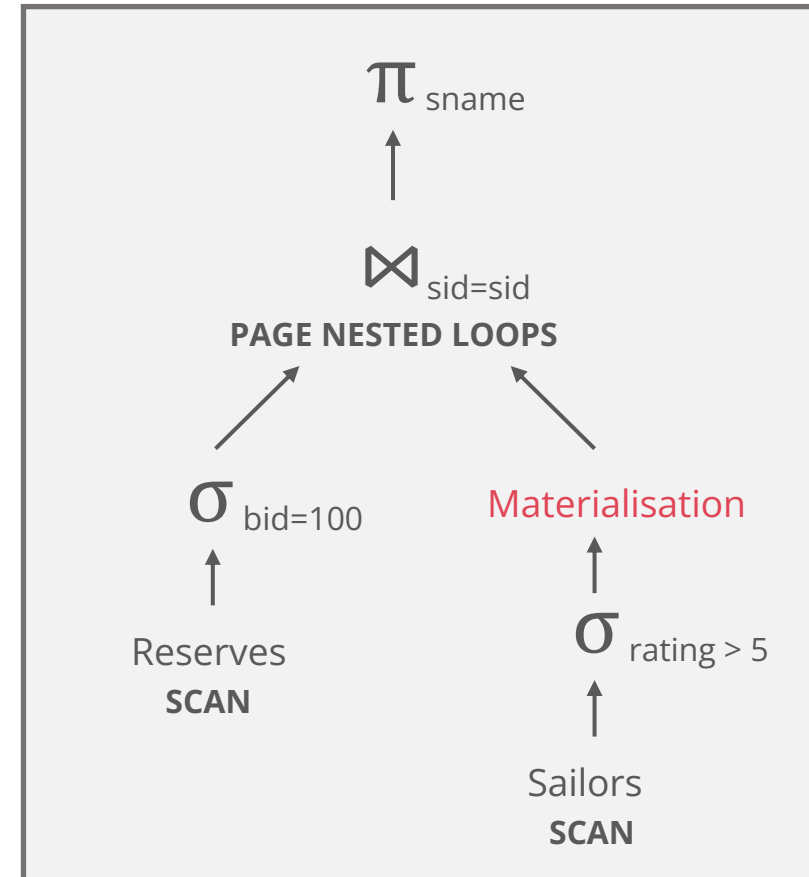 π sname
⋈ sid=sid
PAGE NESTED LOOPS
σ bid=100
Materialisation
Reserves
SCAN
σ rating > 5
Sailors
SCAN